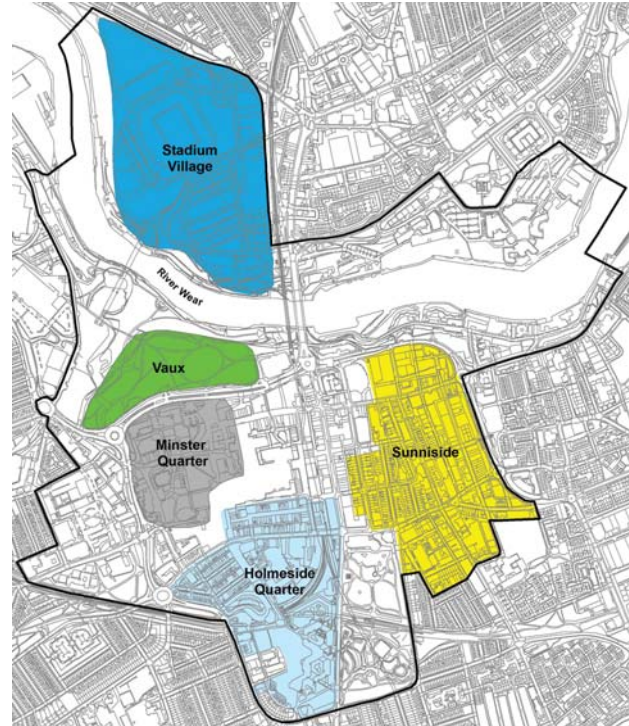 Stadium
Village
River Wear
Vaux
Minster
Quarter
Sunniside
Holmeside
Quarter